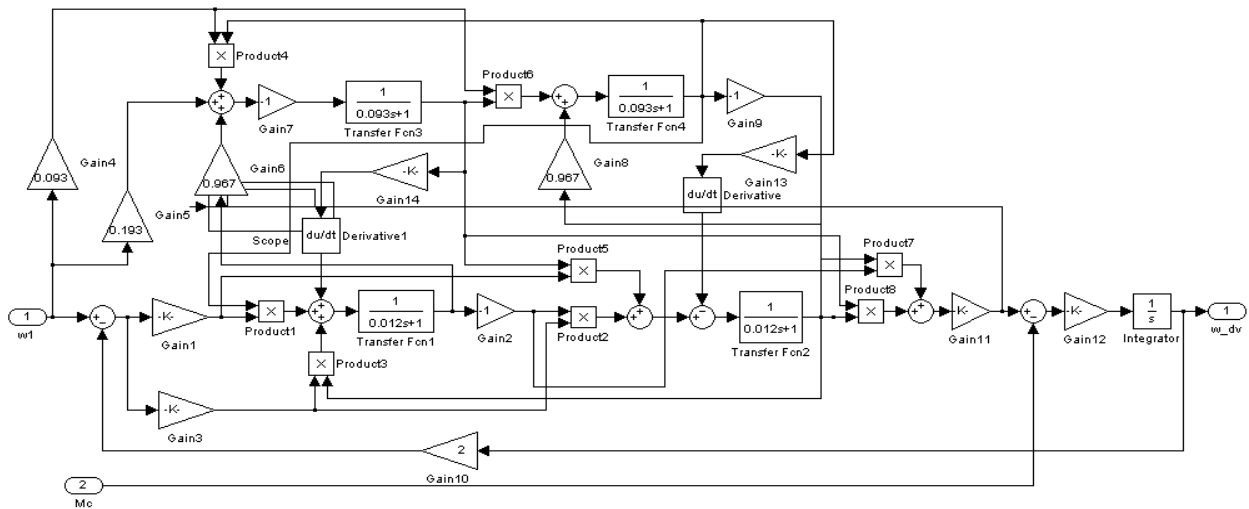 Product4
Product6
1
0.093s+1
Transfer Fcn3
1
0.093s+1
Transfer Fcn4
-1
Gain7
-1
Gain9
0.093
Gain4
0.967
Gain6
-K-
Gain14
0.967
Gain8
-K-
Gain13
0.193
Gain5
du/dt
Derivative
Scope
du/dt
Derivative1
Product5
Product7
1
w1
-K-
Gain1
Product1
1
0.012s+1
Transfer Fcn1
-1
Gain2
Product2
1
0.012s+1
Transfer Fcn2
Product8
-K-
Gain11
-K-
Gain12
1
s
Integrator
1
w_dv
Product3
-K-
Gain3
2
Gain10
2
Mc